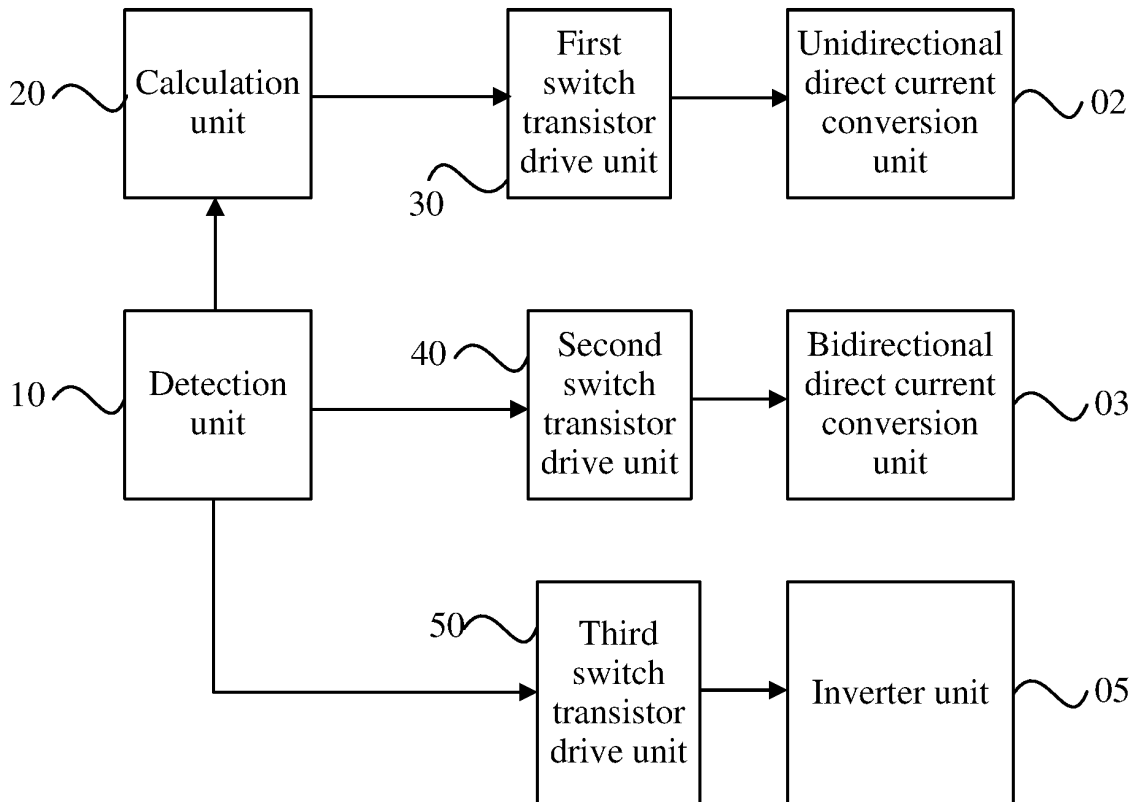 20
Calculation
unit
First
switch
transistor
drive unit
30
Unidirectional
direct current
conversion
unit
02
10
Detection
unit
40
Second
switch
transistor
drive unit
Bidirectional
direct current
conversion
unit
03
50
Third
switch
transistor
drive unit
Inverter unit
05